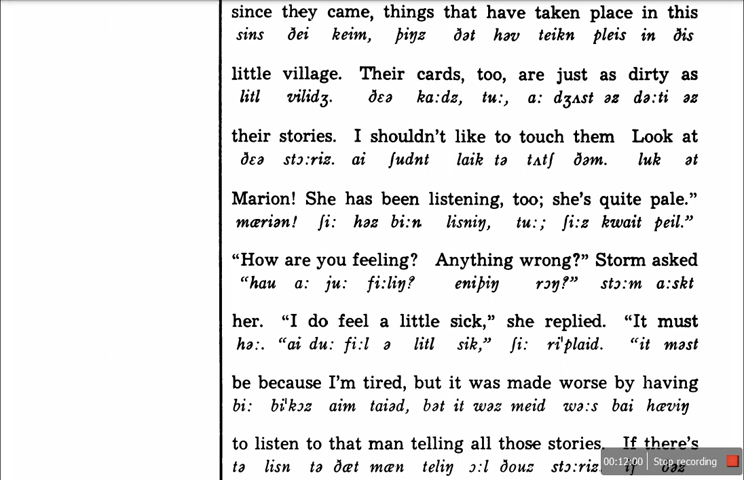 since they came, things that have taken place in this
sins ðei keim, þiŋz ðət həv teikn pleis in ðis
little village. Their cards, too, are just as dirty as
litl vilidʒ. ðɛə ka:dz, tu:, a: dʒʌst əz də:ti əz
their stories. I shouldn't like to touch them Look at
ðɛə stɔ:riz. ai ʃudnt laik tə tʌtʃ ðəm. luk ət
Marion! She has been listening, too; she's quite pale."
mæriən! ʃi: həz bi:n lisniŋ, tu:; ʃi:z kwait peil."
"How are you feeling? Anything wrong?" Storm asked
"hau a: ju: fi:liŋ? eniþiŋ rɔŋ?" stɔ:m a:skt
her. "I do feel a little sick," she replied. "It must
hə:. "ai du: fi:l ə litl sik," ʃi: ri'plaid. "it məst
be because I'm tired, but it was made worse by having
bi: bi'kɔz aim taiəd, bət it wəz meid wə:s bai hæviŋ
to listen to that man telling all those stories. If there's
tə lisn tə ðæt mæn teliŋ ɔ:l ðouz stɔ:riz. if ðəz
00:12:00 Stop recording